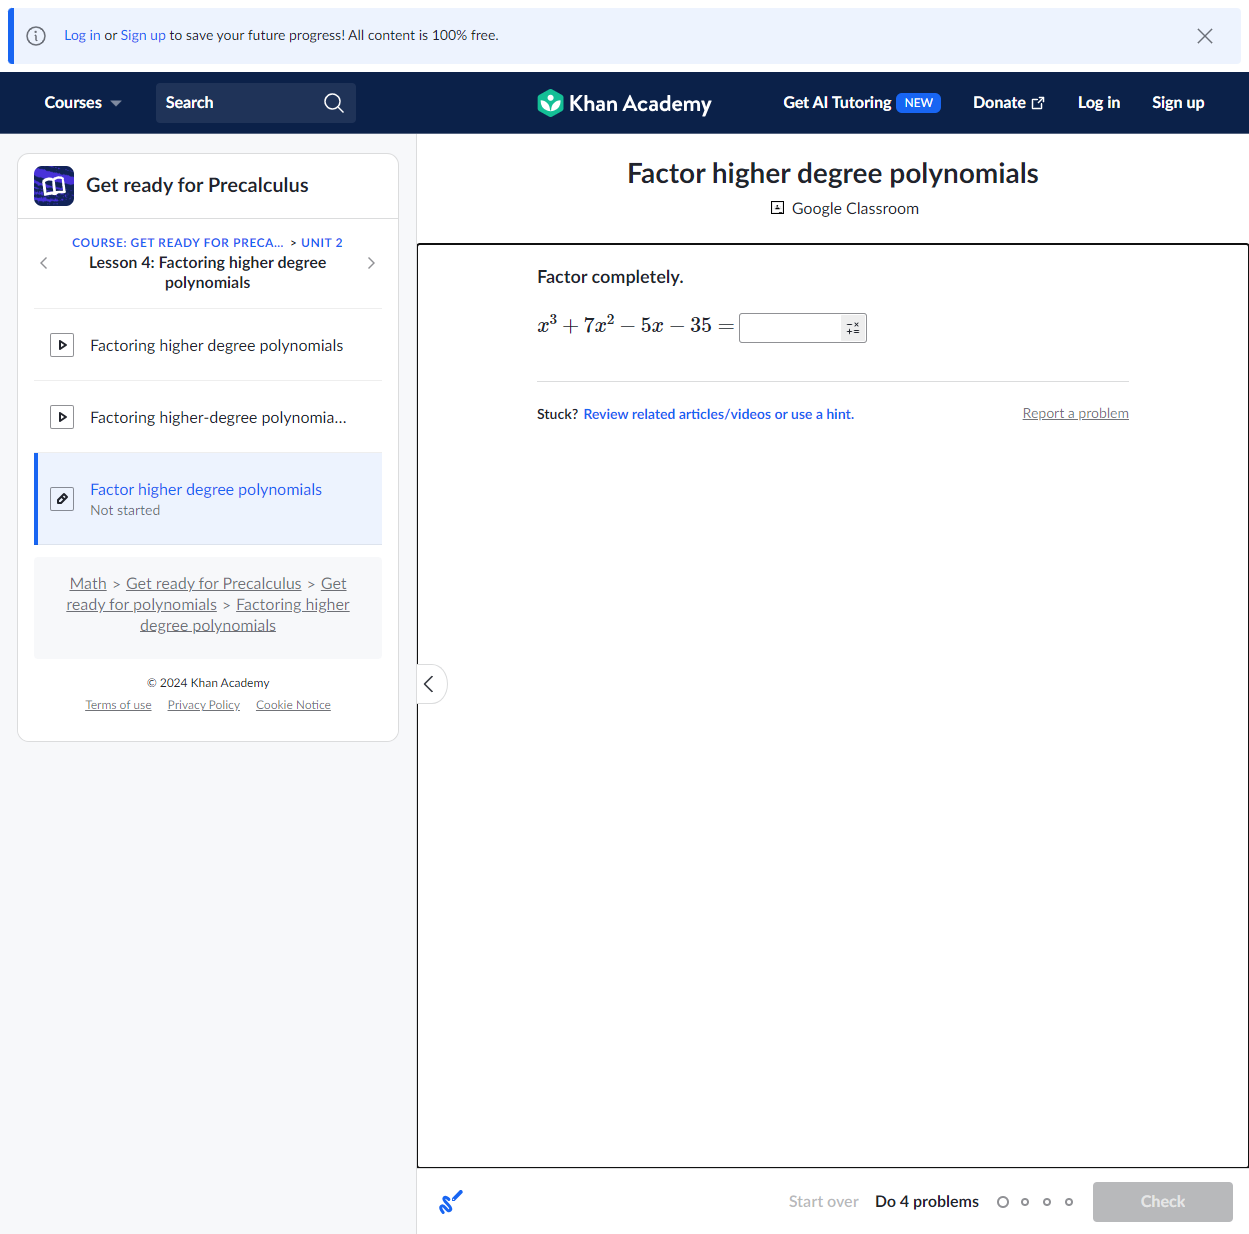 Log in or Sign up to save your future progress! All content is 100% free.
Courses
Search
Khan Academy
Get AI Tutoring NEW
Donate
Log in
Sign up
Get ready for Precalculus
COURSE: GET READY FOR PRECA... > UNIT 2
Lesson 4: Factoring higher degree
polynomials
Factoring higher degree polynomials
Factoring higher-degree polynomia...
Factor higher degree polynomials
Not started
Math > Get ready for Precalculus > Get
ready for polynomials > Factoring higher
degree polynomials
© 2024 Khan Academy
Terms of use Privacy Policy Cookie Notice
Factor higher degree polynomials
Google Classroom
Factor completely.
x³ + 7x² − 5x − 35 =
Stuck? Review related articles/videos or use a hint.
Report a problem
Start over
Do 4 problems
Check